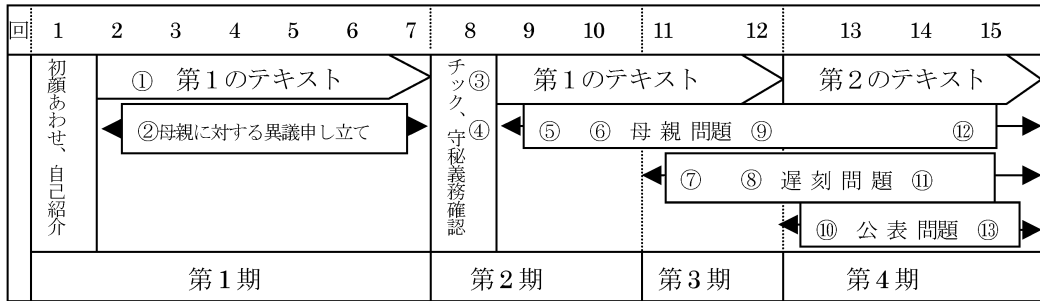 回 1 2 3 4 5 6 7 8 9 10 11 12 13 14 15
初顔あわせ、自己紹介
① 第1のテキスト
②母親に対する異議申し立て
チック、守秘義務確認
③
④
第1のテキスト
第2のテキスト
⑤ ⑥ 母親問題 ⑨ ⑫
⑦ ⑧ 遅刻問題 ⑪
⑩ 公表問題 ⑬
第1期 第2期 第3期 第4期